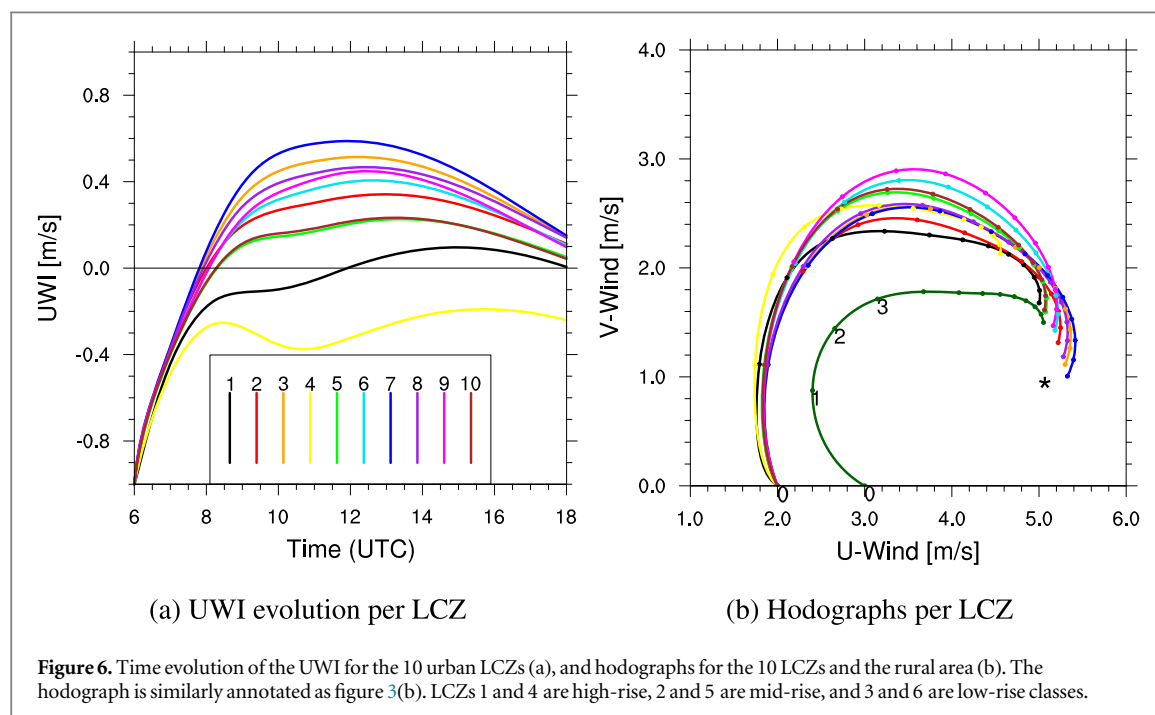 0.8
0.4
0.0
-0.4
-0.8
UWI [m/s]
1 2 3 4 5 6 7 8 9 10
6 8 10 12 14 16 18
Time (UTC)
(a) UWI evolution per LCZ
4.0
3.0
2.0
1.0
0.0
V-Wind [m/s]
3
2
1
*
0 0
1.0 2.0 3.0 4.0 5.0 6.0
U-Wind [m/s]
(b) Hodographs per LCZ
Figure 6. Time evolution of the UWI for the 10 urban LCZs (a), and hodographs for the 10 LCZs and the rural area (b). The
hodograph is similarly annotated as figure 3(b). LCZs 1 and 4 are high-rise, 2 and 5 are mid-rise, and 3 and 6 are low-rise classes.